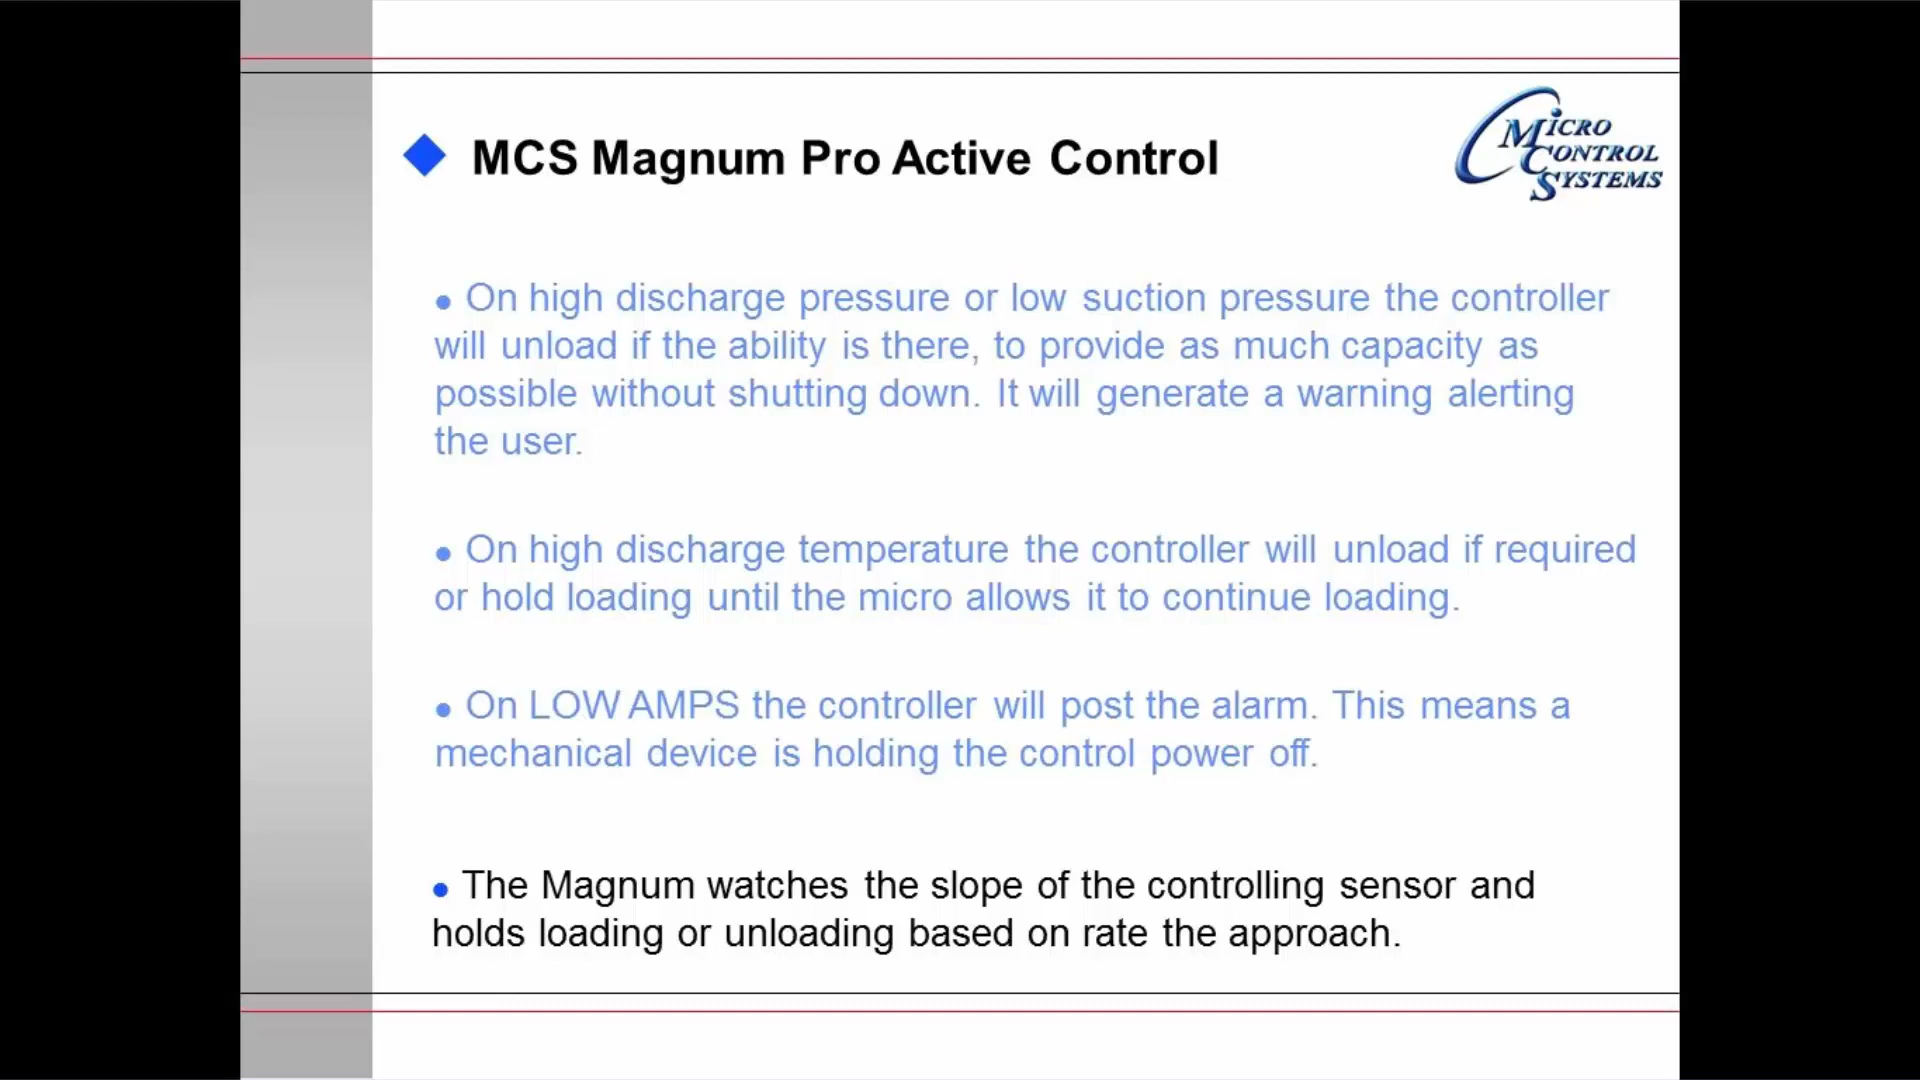 MCS Magnum Pro Active Control
MICRO
CONTROL
SYSTEMS
• On high discharge pressure or low suction pressure the controller
will unload if the ability is there, to provide as much capacity as
possible without shutting down. It will generate a warning alerting
the user.
• On high discharge temperature the controller will unload if required
or hold loading until the micro allows it to continue loading.
• On LOW AMPS the controller will post the alarm. This means a
mechanical device is holding the control power off.
• The Magnum watches the slope of the controlling sensor and
holds loading or unloading based on rate the approach.